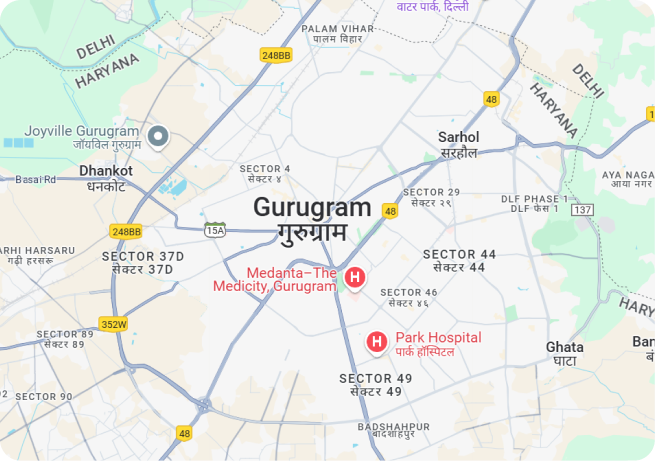 वाटर पार्क, दिल्ली
PALAM VIHAR
पालम विहार
248BB
DELHI
HARYANA
48
DELHI
HARYANA
Joyville Gurugram
जॉयविल गुरुग्राम
Sarhol
सरहौल
Basai Rd
Dhankot
धनकोट
SECTOR 4
सेक्टर ४
AYA NAGA
आया नगर
SECTOR 29
सेक्टर २९
DLF PHASE 1
DLF फेस 1
137
Gurugram
गुरुग्राम
48
248BB
15A
ARHI HARSARU
गढ़ी हरसरू
SECTOR 37D
सेक्टर 37D
SECTOR 44
सेक्टर 44
Medanta–The
Medicity, Gurugram
H
SECTOR 46
सेक्टर ४६
HARY
352W
SECTOR 89
सेक्टर 89
H
Park Hospital
पार्क हॉस्पिटल
Ghata
घाटा
Ban
SECTOR 49
सेक्टर 49
SECTOR 90
48
BADSHAHPUR
बादशाहपुर